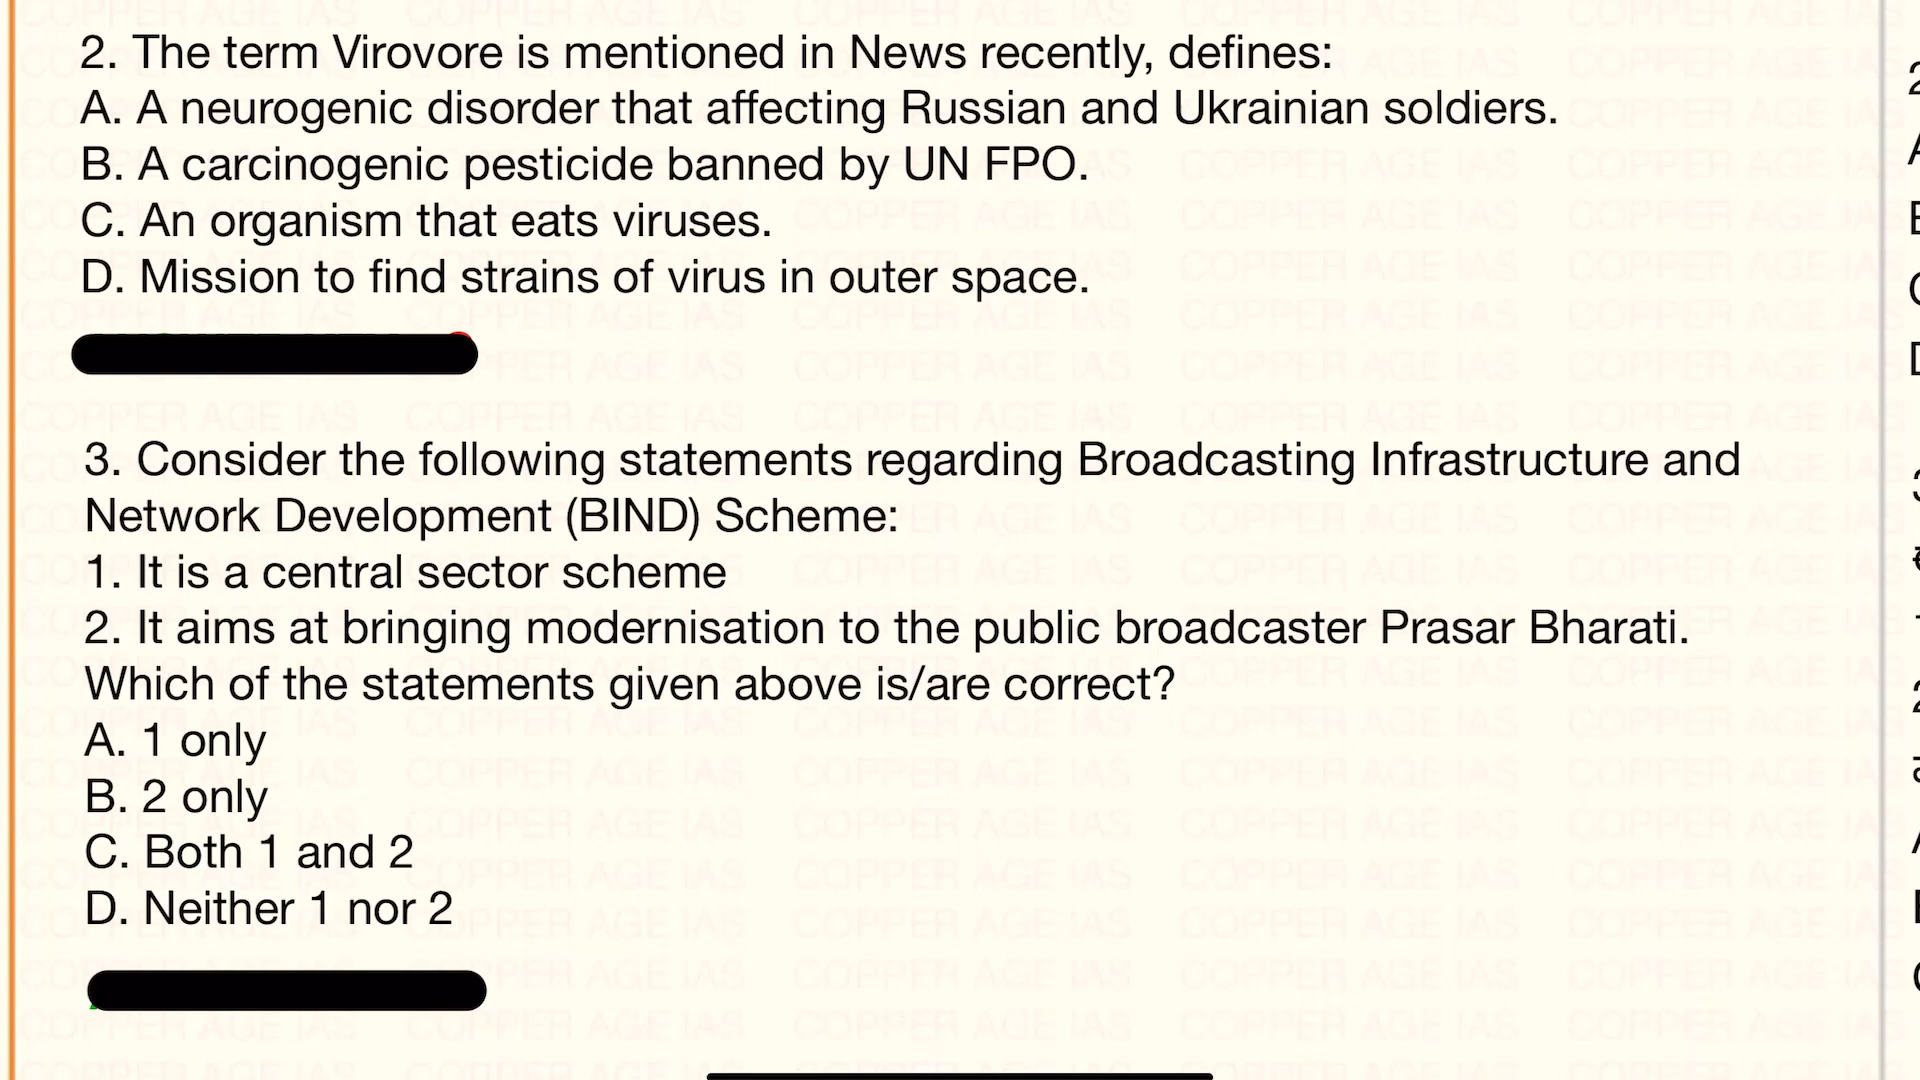 2. The term Virovore is mentioned in News recently, defines:
A. A neurogenic disorder that affecting Russian and Ukrainian soldiers.
B. A carcinogenic pesticide banned by UN FPO.
C. An organism that eats viruses.
D. Mission to find strains of virus in outer space.
3. Consider the following statements regarding Broadcasting Infrastructure and
Network Development (BIND) Scheme:
1. It is a central sector scheme
2. It aims at bringing modernisation to the public broadcaster Prasar Bharati.
Which of the statements given above is/are correct?
A. 1 only
B. 2 only
C. Both 1 and 2
D. Neither 1 nor 2
COPPER AGE IAS